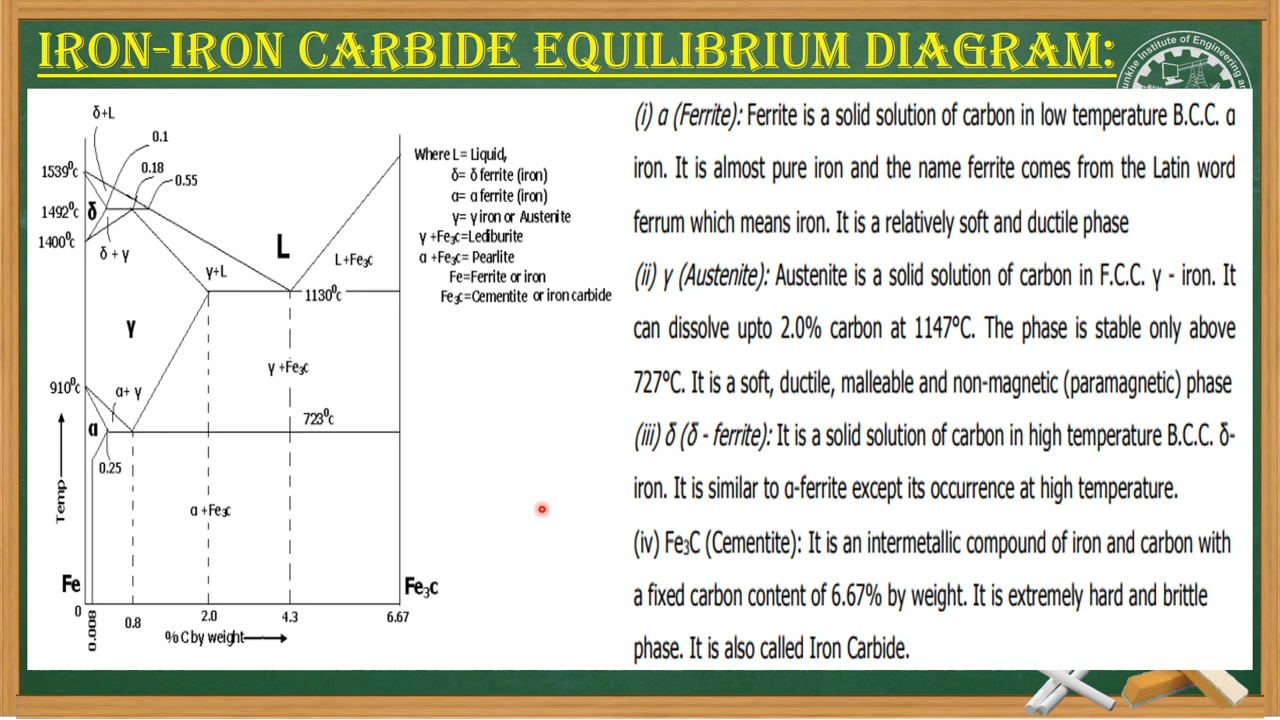 IRON-IRON CARBIDE EQUILIBRIUM DIAGRAM:
unkhe Institute of Engineering an
δ+L
0.1
1539⁰c
0.18
0.55
1492⁰c
δ
1400⁰c
δ + γ
L
γ+L
L+Fe₃c
1130⁰c
γ
γ +Fe₃c
910⁰c
α+ γ
723⁰c
α
0.25
Temp
α +Fe₃c
Fe
Fe₃c
0
0.008
0.8
2.0
4.3
6.67
% C by weight
Where L= Liquid,
δ= δ ferrite (iron)
α= α ferrite (iron)
γ= γ iron or Austenite
γ +Fe₃c=Lediburite
α +Fe₃c= Pearlite
Fe=Ferrite or iron
Fe₃c=Cementite or iron carbide
(i) α (Ferrite): Ferrite is a solid solution of carbon in low temperature B.C.C. α
iron. It is almost pure iron and the name ferrite comes from the Latin word
ferrum which means iron. It is a relatively soft and ductile phase
(ii) γ (Austenite): Austenite is a solid solution of carbon in F.C.C. γ - iron. It
can dissolve upto 2.0% carbon at 1147°C. The phase is stable only above
727°C. It is a soft, ductile, malleable and non-magnetic (paramagnetic) phase
(iii) δ (δ - ferrite): It is a solid solution of carbon in high temperature B.C.C. δ-
iron. It is similar to α-ferrite except its occurrence at high temperature.
(iv) Fe₃C (Cementite): It is an intermetallic compound of iron and carbon with
a fixed carbon content of 6.67% by weight. It is extremely hard and brittle
phase. It is also called Iron Carbide.